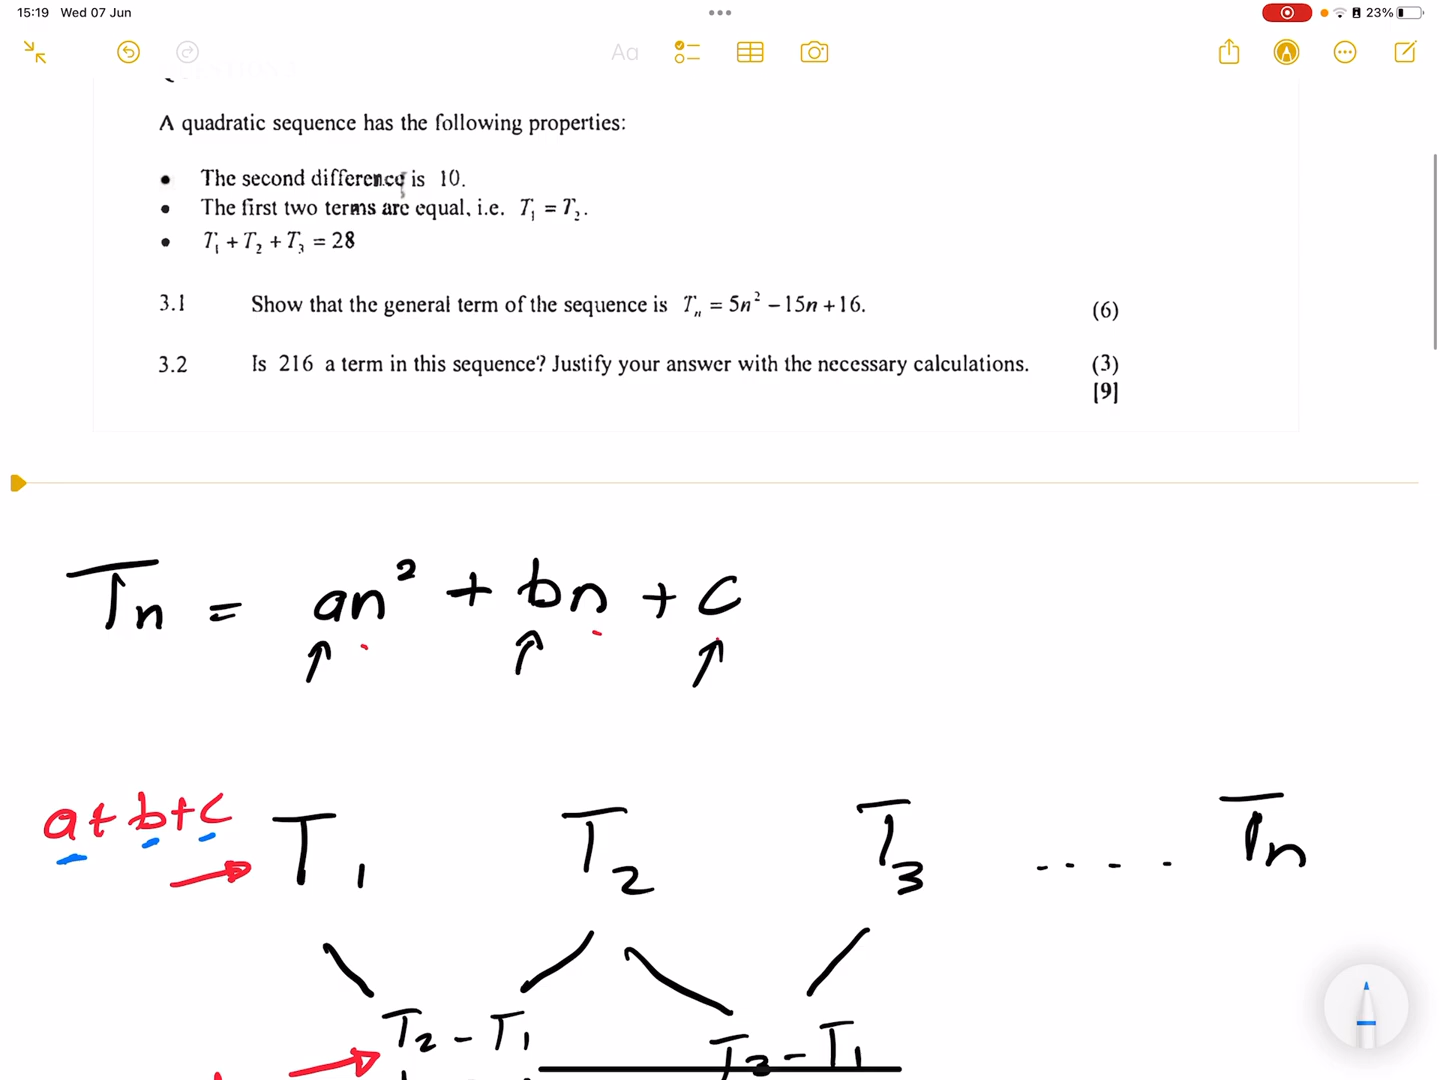 15:19 Wed 07 Jun
23%
Aa
A quadratic sequence has the following properties:
• The second difference is 10.
• The first two terms are equal, i.e. T₁ = T₂.
• T₁ + T₂ + T₃ = 28
3.1 Show that the general term of the sequence is Tₙ = 5n² − 15n + 16. (6)
3.2 Is 216 a term in this sequence? Justify your answer with the necessary calculations. (3)
[9]
Tn = an² + bn + c
a + b + c
T₁ T₂ T₃ .... Tn
T₂ − T₁ T₃ − T₁